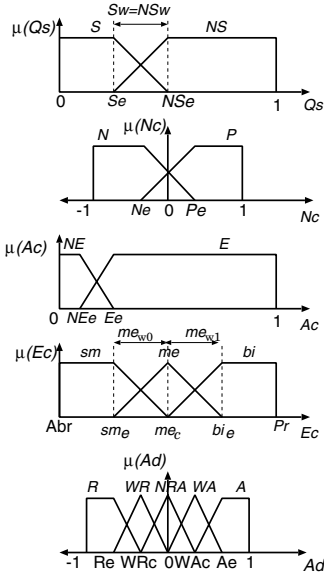 Sw=NSw
μ(Qs) S NS
0 Se NSe 1 Qs
μ(Nc)
N P
-1 Ne 0 Pe 1 Nc
μ(Ac) NE E
0 NEe Ee 1 Ac
me_w0 me_w1
μ(Ec) sm me bi
Abr sm_e me_c bi_e Pr Ec
μ(Ad)
R WR NRA WA A
-1 Re WRc 0 WAc Ae 1 Ad